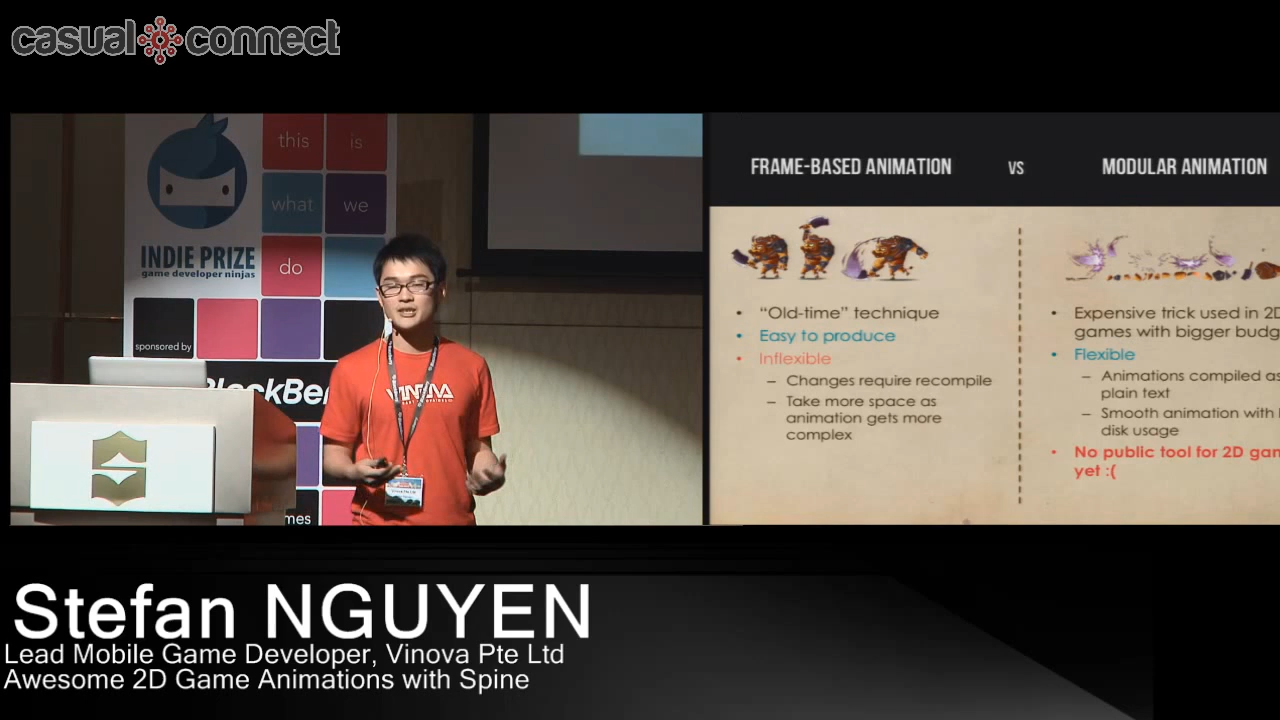 casual connect
this is
what we
INDIE PRIZE
game developer ninjas
do
sponsored by
BlackBe
VINOVA
mes
FRAME-BASED ANIMATION VS MODULAR ANIMATION
• “Old-time” technique
• Easy to produce
• Inflexible
– Changes require recompile
– Take more space as
animation gets more
complex
• Expensive trick used in 2D
games with bigger budg
• Flexible
– Animations compiled as
plain text
– Smooth animation with
disk usage
• No public tool for 2D gam
yet :(
Stefan NGUYEN
Lead Mobile Game Developer, Vinova Pte Ltd
Awesome 2D Game Animations with Spine